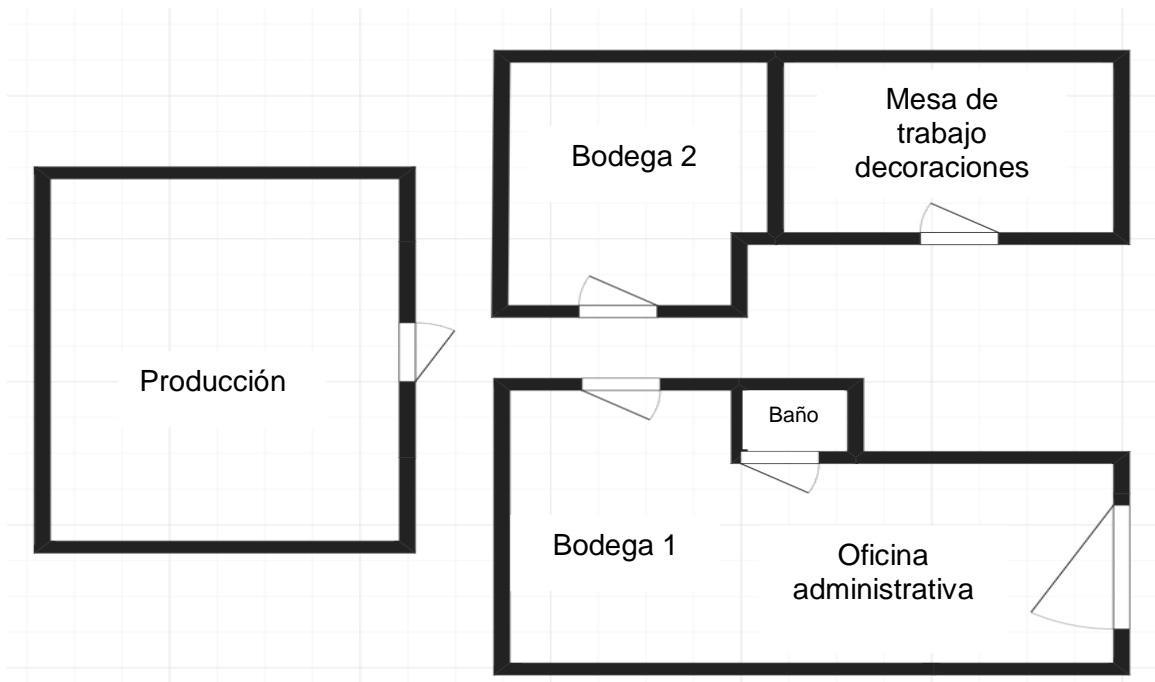 Mesa de
trabajo
decoraciones
Bodega 2
Producción
Baño
Bodega 1
Oficina
administrativa